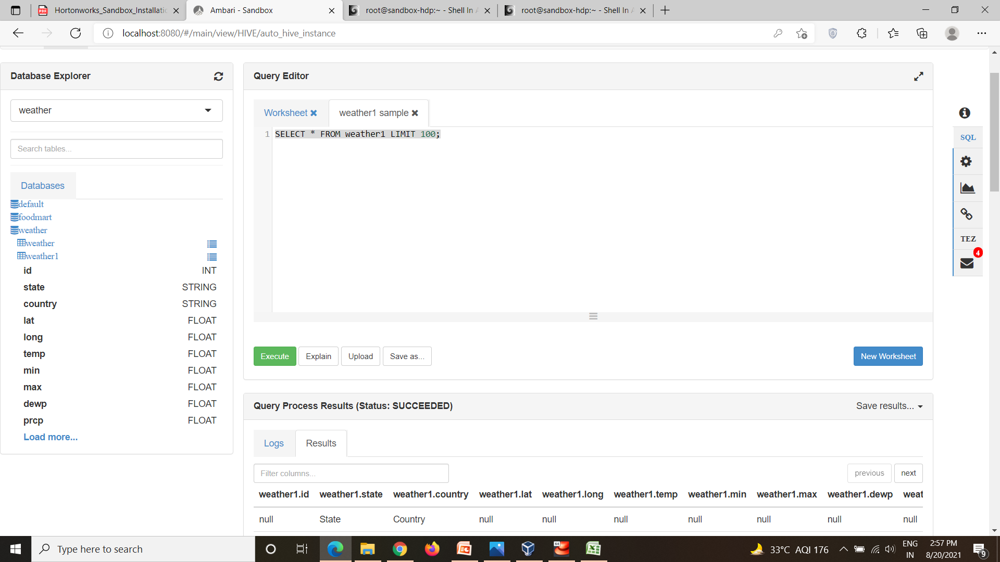 Hortonworks_Sandbox_Installatio
Ambari - Sandbox
root@sandbox-hdp:~ - Shell In A
root@sandbox-hdp:~ - Shell In A
localhost:8080/#/main/view/HIVE/auto_hive_instance
Database Explorer
weather
Search tables...
Databases
default
foodmart
weather
weather
weather1
id INT
state STRING
country STRING
lat FLOAT
long FLOAT
temp FLOAT
min FLOAT
max FLOAT
dewp FLOAT
prcp FLOAT
Load more...
Query Editor
Worksheet
weather1 sample
1 SELECT * FROM weather1 LIMIT 100;
Execute
Explain
Upload
Save as...
New Worksheet
SQL
TEZ
4
Query Process Results (Status: SUCCEEDED)
Save results...
Logs
Results
Filter columns...
previous
next
weather1.id weather1.state weather1.country weather1.lat weather1.long weather1.temp weather1.min weather1.max weather1.dewp weat
null State Country null null null null null null null
Type here to search
33°C AQI 176
ENG
IN
2:57 PM
8/20/2021
9